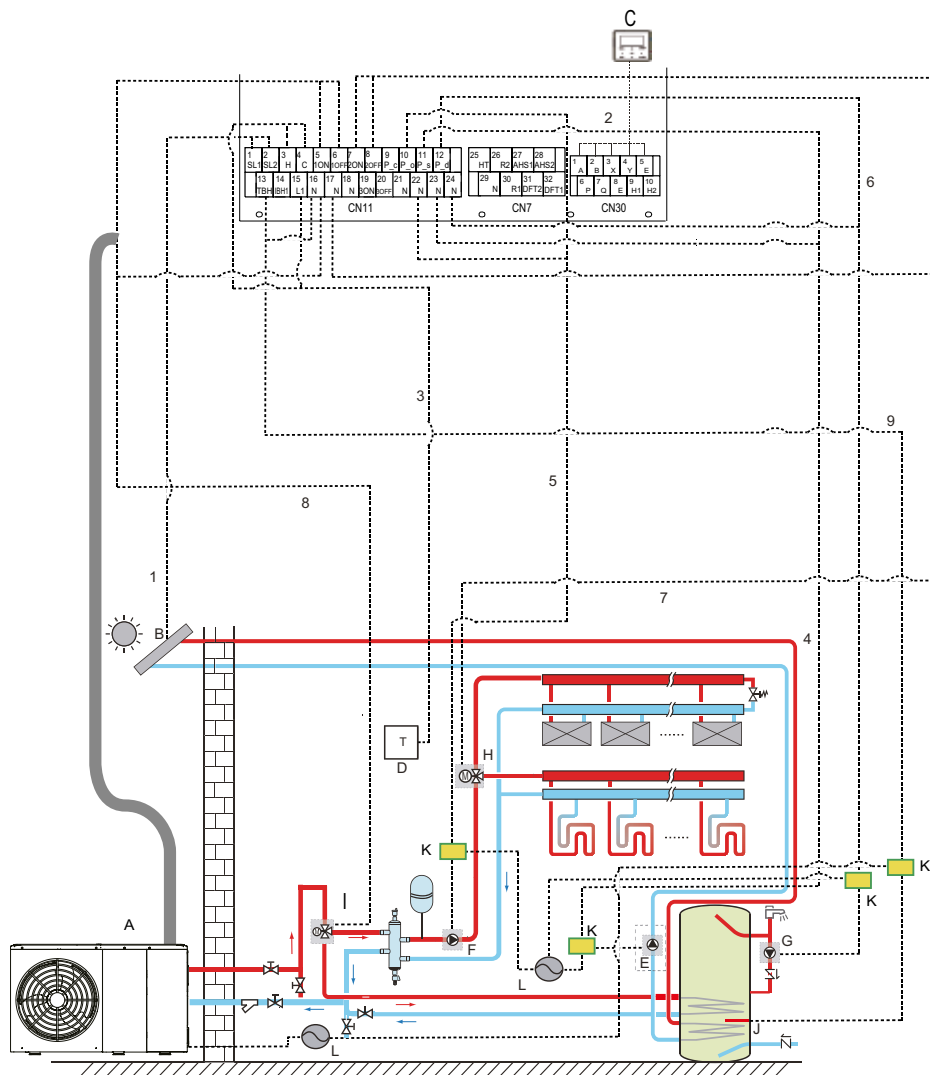 C
2
1 2 3 4 5 6 7 8 9 10 11 12
SL1 SL2 H C 1ON 1OFF 2ON 2OFF P_c P_o P_s P_d
13 14 15 16 17 18 19 20 21 22 23 24
TBH IBH1 L1 N N N 3ON 3OFF N N N N
CN11
25 26 27 28
HT R2 AHS1 AHS2
29 30 31 32
N R1 DFT2 DFT1
CN7
1 2 3 4 5
A B X Y E
6 7 8 9 10
P Q E H1 H2
CN30
6
3
9
5
8
1
7
B
4
T
D
H
M
K
K
K
A
I
M
K
F
G
E
L
J
L